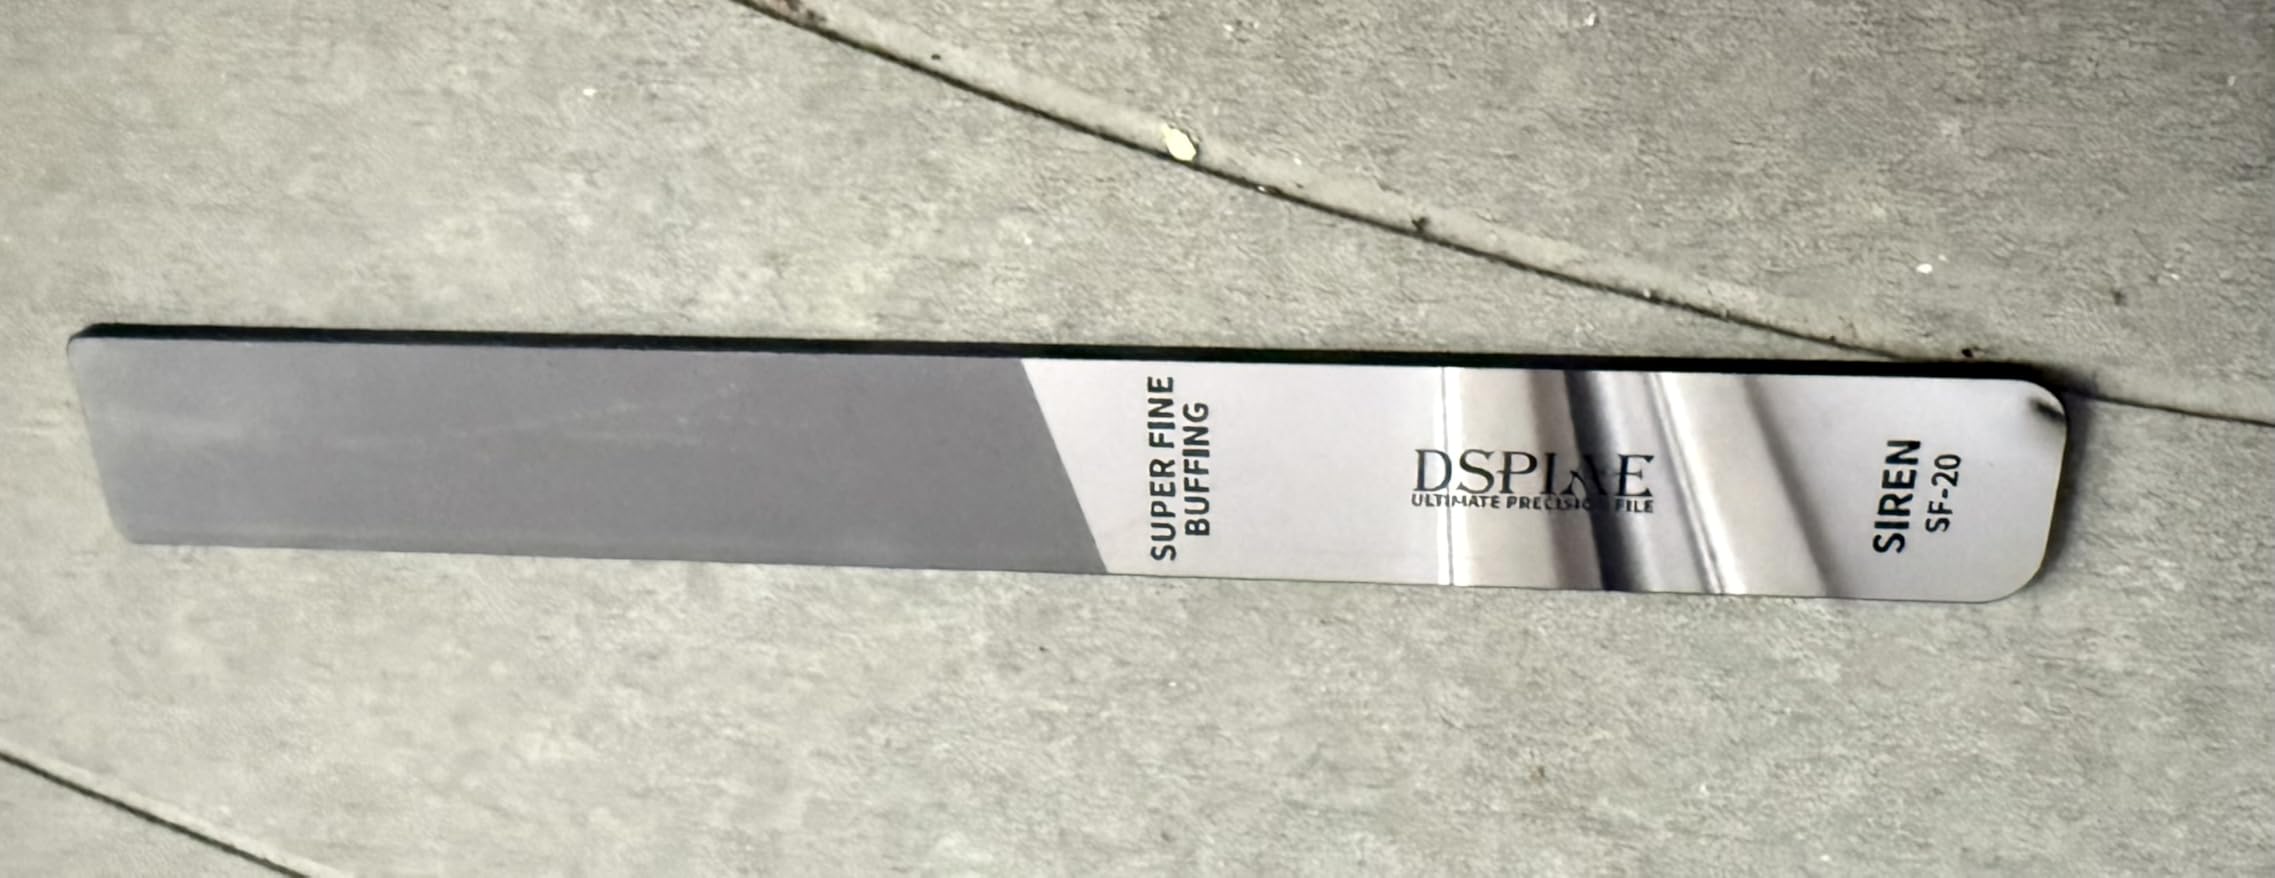 SUPER FINE
BUFFING
DSPIAE
ULTIMATE PRECISION FILE
SIREN
SF-20